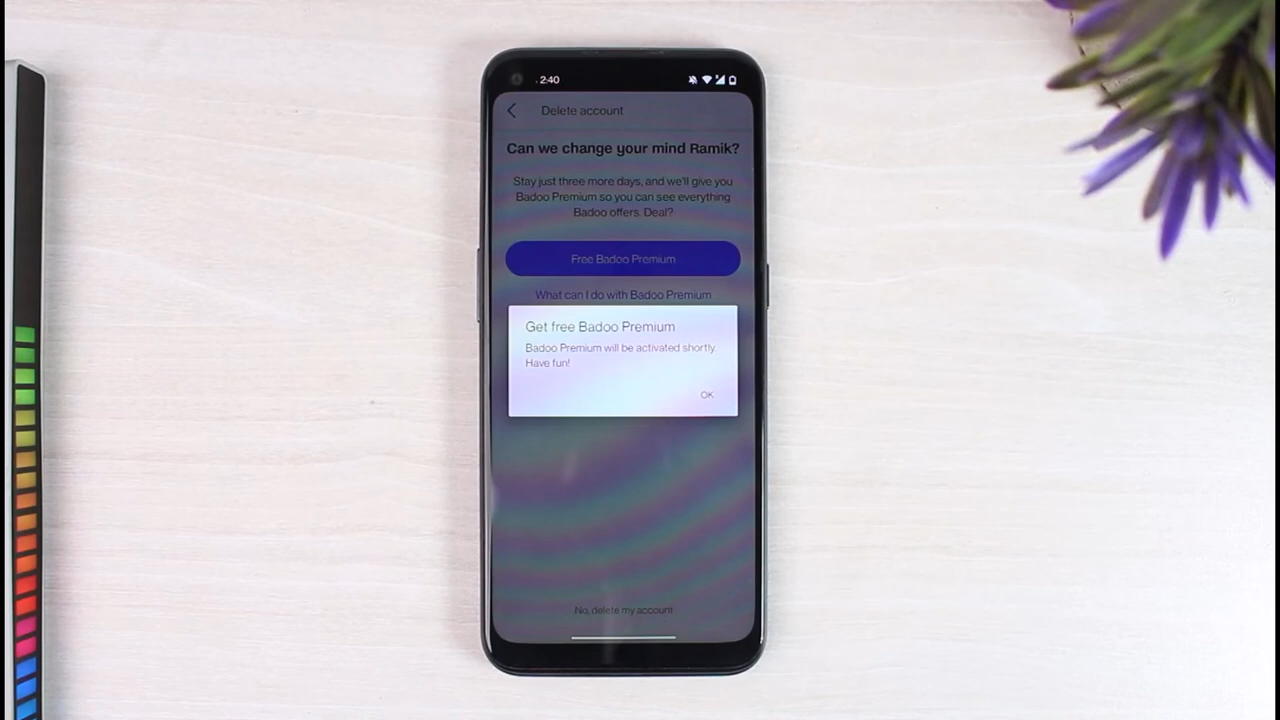 2:40
Delete account
Can we change your mind Ramik?
Stay just three more days, and we'll give you
Badoo Premium so you can see everything
Badoo offers. Deal?
Free Badoo Premium
What can I do with Badoo Premium
Get free Badoo Premium
Badoo Premium will be activated shortly.
Have fun!
OK
No, delete my account